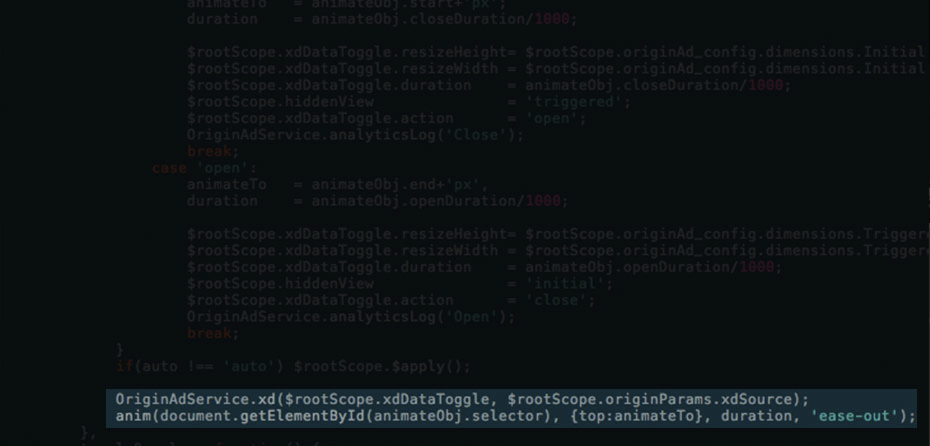 animateTo   = animateObj.start+'px';
duration    = animateObj.closeDuration/1000;
$rootScope.xdDataToggle.resizeHeight= $rootScope.originAd_config.dimensions.Initial
$rootScope.xdDataToggle.resizeWidth = $rootScope.originAd_config.dimensions.Initial
$rootScope.xdDataToggle.duration    = animateObj.closeDuration/1000;
$rootScope.hiddenView               = 'triggered';
$rootScope.xdDataToggle.action      = 'open';
OriginAdService.analyticsLog('Close');
break;
case 'open':
animateTo   = animateObj.end+'px',
duration    = animateObj.openDuration/1000;
$rootScope.xdDataToggle.resizeHeight= $rootScope.originAd_config.dimensions.Trigger
$rootScope.xdDataToggle.resizeWidth = $rootScope.originAd_config.dimensions.Trigger
$rootScope.xdDataToggle.duration    = animateObj.openDuration/1000;
$rootScope.hiddenView               = 'initial';
$rootScope.xdDataToggle.action      = 'close';
OriginAdService.analyticsLog('Open');
break;
}
if(auto !== 'auto') $rootScope.$apply();
OriginAdService.xd($rootScope.xdDataToggle, $rootScope.originParams.xdSource);
anim(document.getElementById(animateObj.selector), {top:animateTo}, duration, 'ease-out');
},